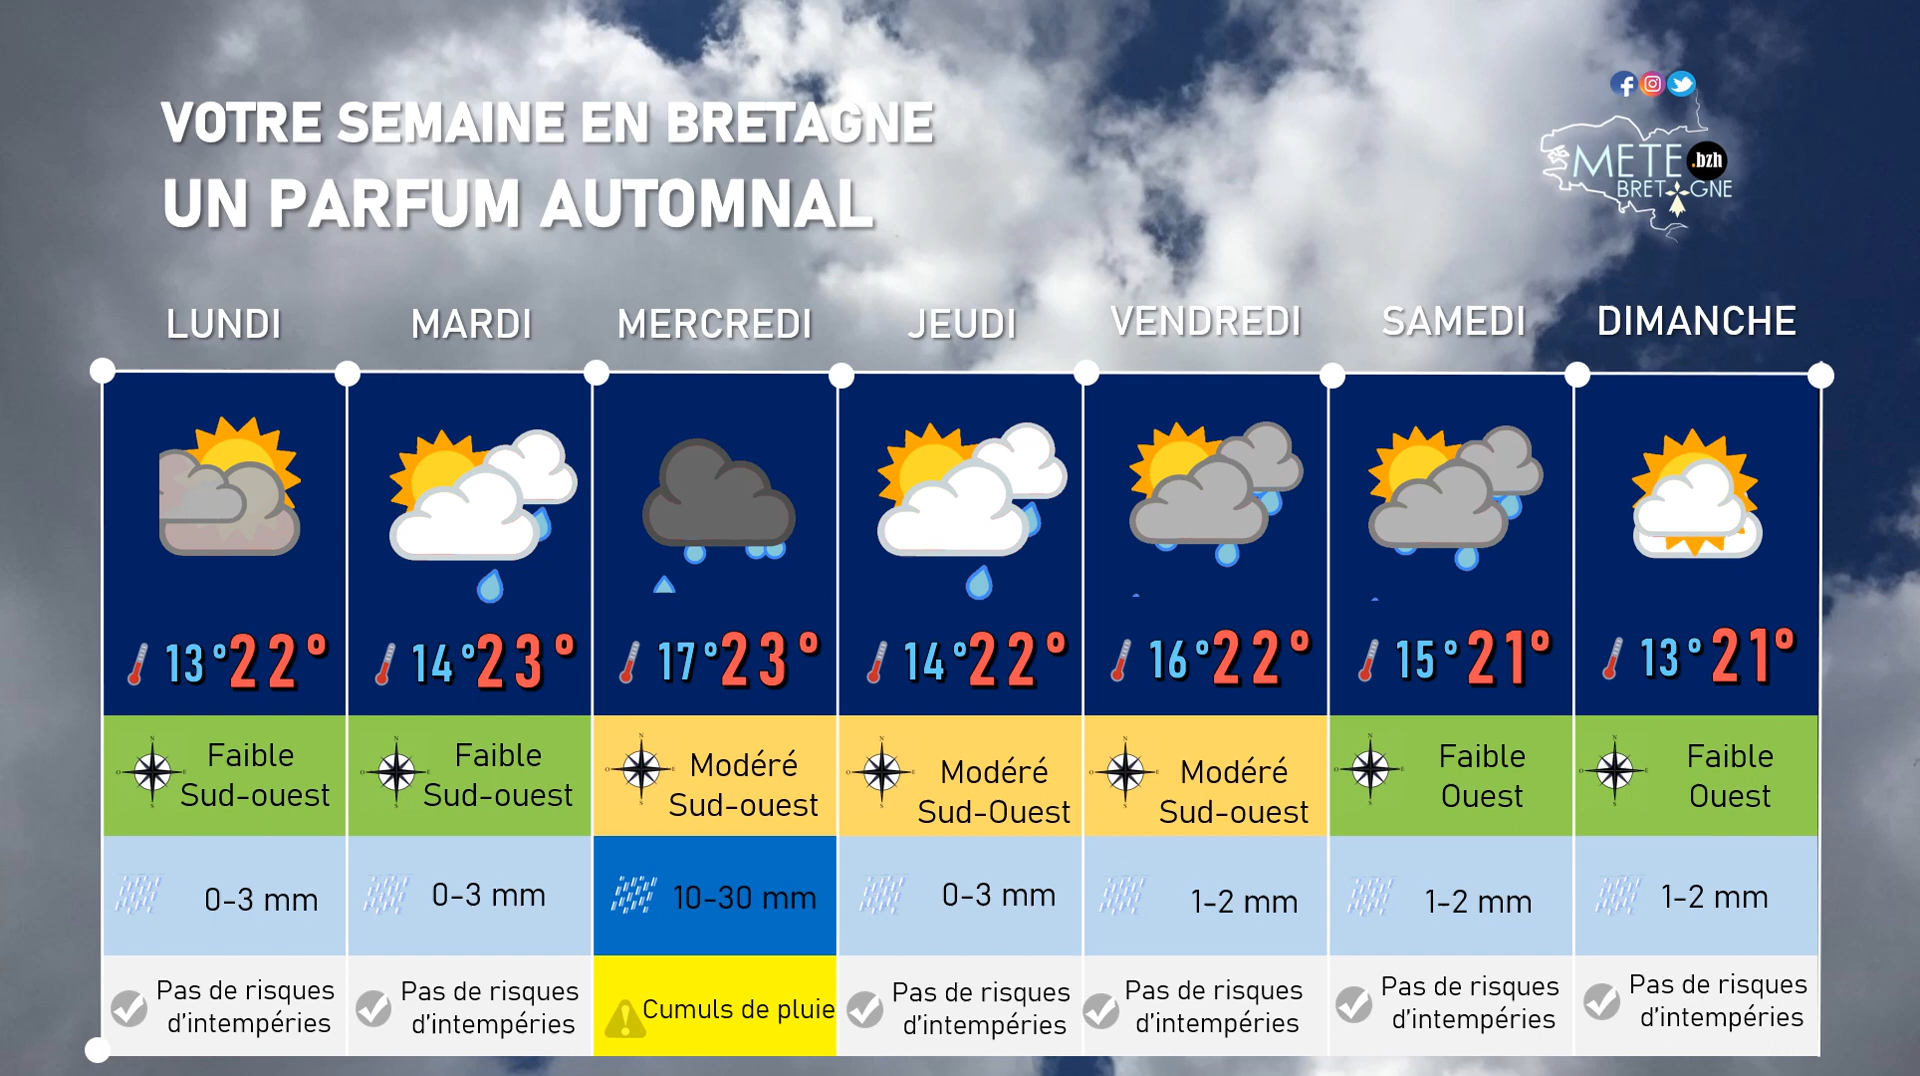 VOTRE SEMAINE EN BRETAGNE
UN PARFUM AUTOMNAL
METEO
.bzh
BRETAGNE
LUNDI MARDI MERCREDI JEUDI VENDREDI SAMEDI DIMANCHE
13° 22° 14° 23° 17° 23° 14° 22° 16° 22° 15° 21° 13° 21°
Faible
Sud-ouest
Faible
Sud-ouest
Modéré
Sud-ouest
Modéré
Sud-Ouest
Modéré
Sud-ouest
Faible
Ouest
Faible
Ouest
0-3 mm 0-3 mm 10-30 mm 0-3 mm 1-2 mm 1-2 mm 1-2 mm
Pas de risques
d'intempéries
Pas de risques
d'intempéries
Cumuls de pluie
Pas de risques
d'intempéries
Pas de risques
d'intempéries
Pas de risques
d'intempéries
Pas de risques
d'intempéries